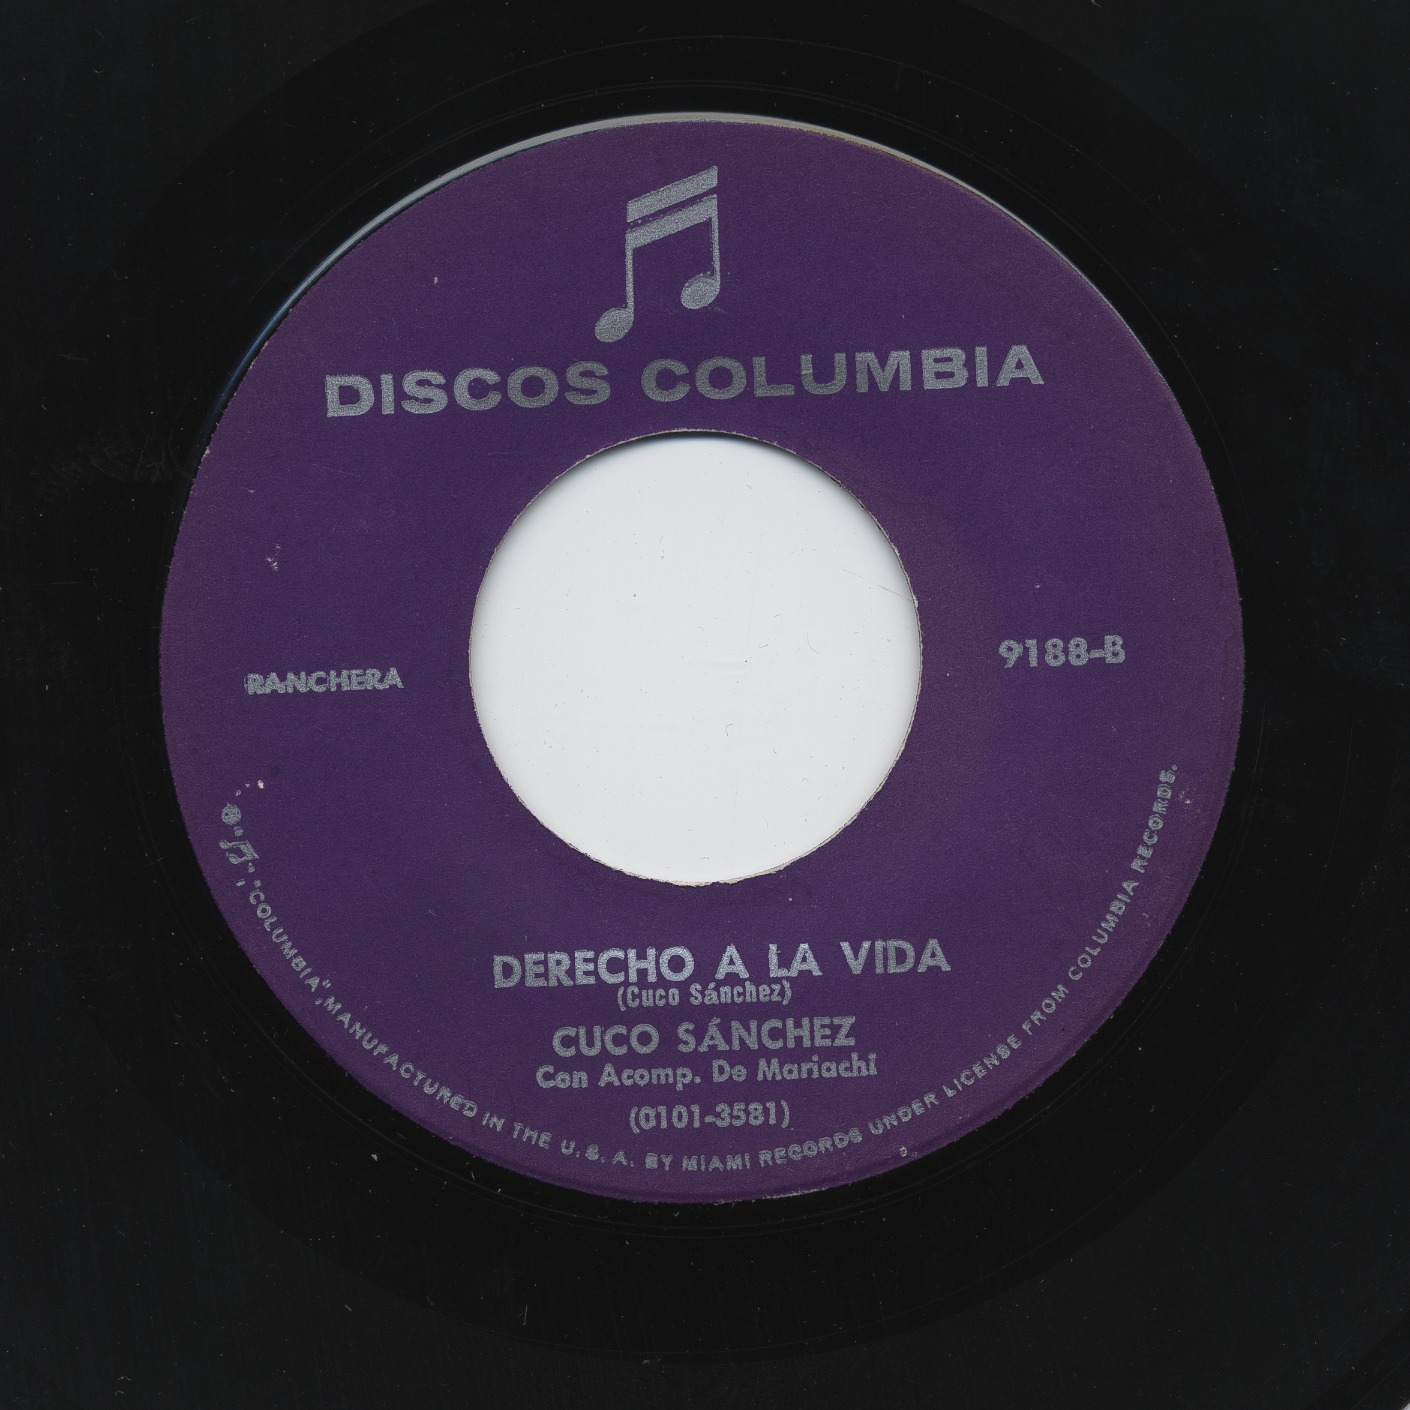 DISCOS COLUMBIA
RANCHERA
9188-B
DERECHO A LA VIDA
(Cuco Sánchez)
CUCO SÁNCHEZ
Con Acomp. De Mariachi
(0101-3581)
® "♫", "COLUMBIA", MANUFACTURED IN THE U.S.A. BY MIAMI RECORDS UNDER LICENSE FROM COLUMBIA RECORDS.